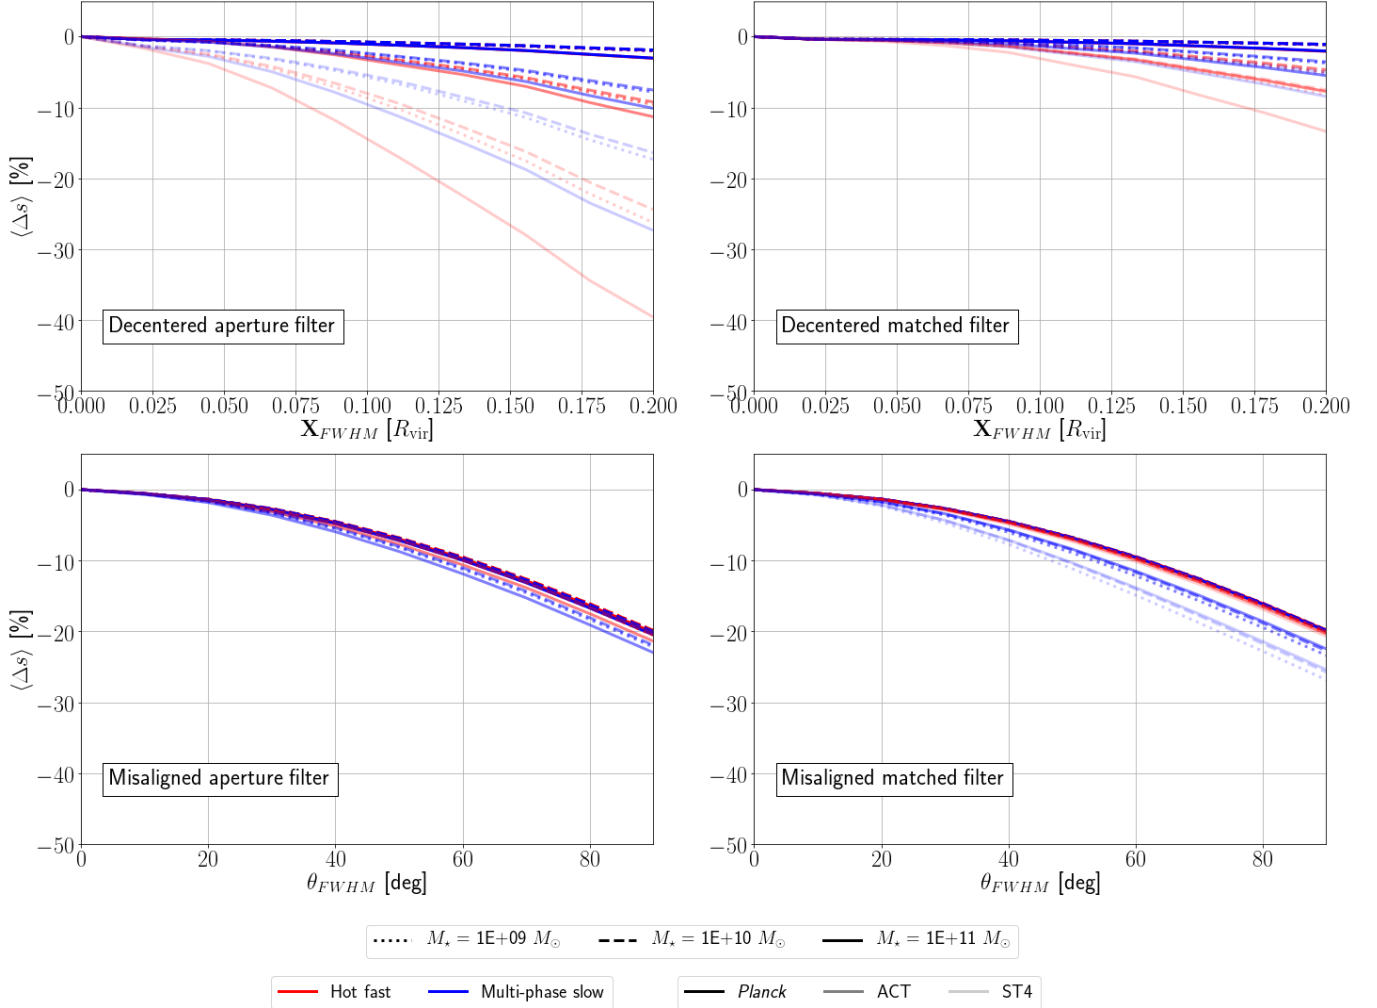 0
−10
−20
−30
−40
−50
⟨Δs⟩ [%]
Decentered aperture filter
0.000 0.025 0.050 0.075 0.100 0.125 0.150 0.175 0.200
X_FWHM [R_vir]
0
−10
−20
−30
−40
−50
Decentered matched filter
0.000 0.025 0.050 0.075 0.100 0.125 0.150 0.175 0.200
X_FWHM [R_vir]
0
−10
−20
−30
−40
−50
⟨Δs⟩ [%]
Misaligned aperture filter
0 20 40 60 80
θ_FWHM [deg]
0
−10
−20
−30
−40
−50
Misaligned matched filter
0 20 40 60 80
θ_FWHM [deg]
M⋆ = 1E+09 M⊙ M⋆ = 1E+10 M⊙ M⋆ = 1E+11 M⊙
Hot fast Multi-phase slow Planck ACT ST4